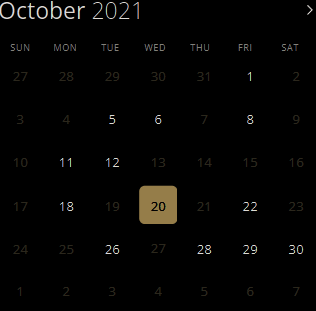 October 2021 >
SUN MON TUE WED THU FRI SAT
27 28 29 30 31 1 2
3 4 5 6 7 8 9
10 11 12 13 14 15 16
17 18 19 20 21 22 23
24 25 26 27 28 29 30
1 2 3 4 5 6 7